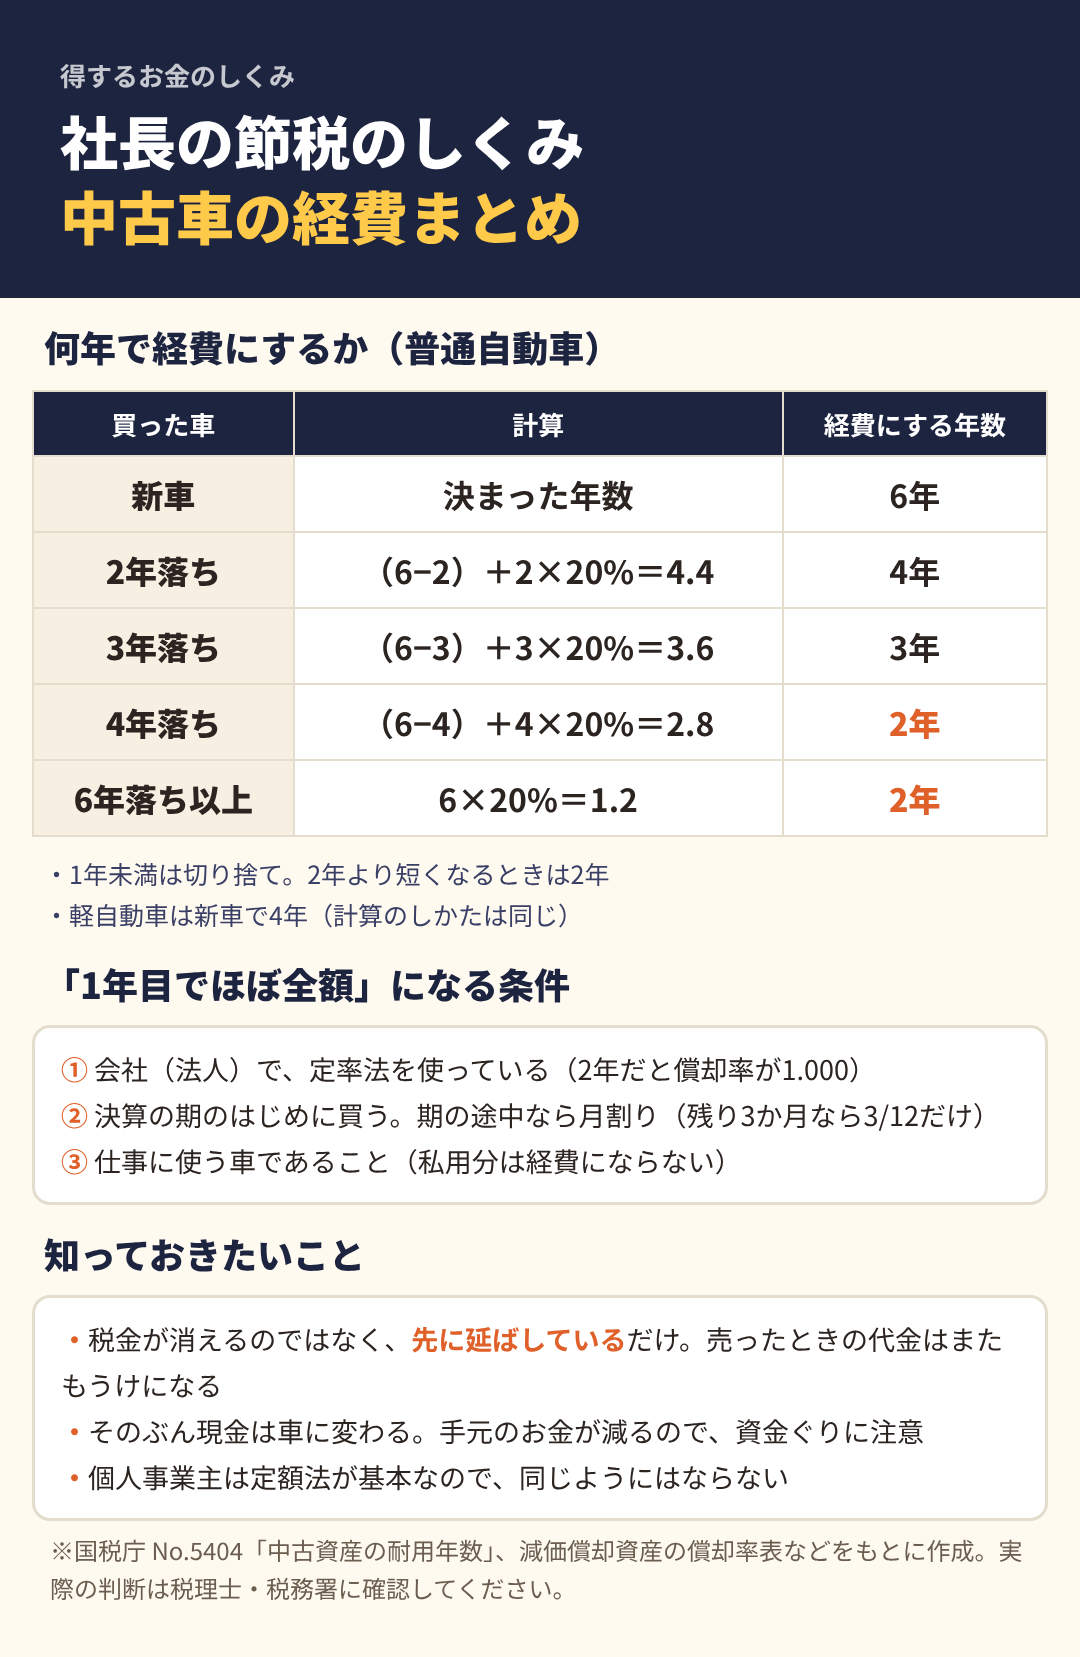 得するお金のしくみ
社長の節税のしくみ
中古車の経費まとめ
何年で経費にするか（普通自動車）
買った車 計算 経費にする年数
新車 決まった年数 6年
2年落ち （6−2）＋2×20%＝4.4 4年
3年落ち （6−3）＋3×20%＝3.6 3年
4年落ち （6−4）＋4×20%＝2.8 2年
6年落ち以上 6×20%＝1.2 2年
・1年未満は切り捨て。2年より短くなるときは2年
・軽自動車は新車で4年（計算のしかたは同じ）
「1年目でほぼ全額」になる条件
① 会社（法人）で、定率法を使っている（2年だと償却率が1.000）
② 決算の期のはじめに買う。期の途中なら月割り（残り3か月なら3/12だけ）
③ 仕事に使う車であること（私用分は経費にならない）
知っておきたいこと
・税金が消えるのではなく、先に延ばしているだけ。売ったときの代金はまた
もうけになる
・そのぶん現金は車に変わる。手元のお金が減るので、資金ぐりに注意
・個人事業主は定額法が基本なので、同じようにはならない
※国税庁 No.5404「中古資産の耐用年数」、減価償却資産の償却率表などをもとに作成。実
際の判断は税理士・税務署に確認してください。